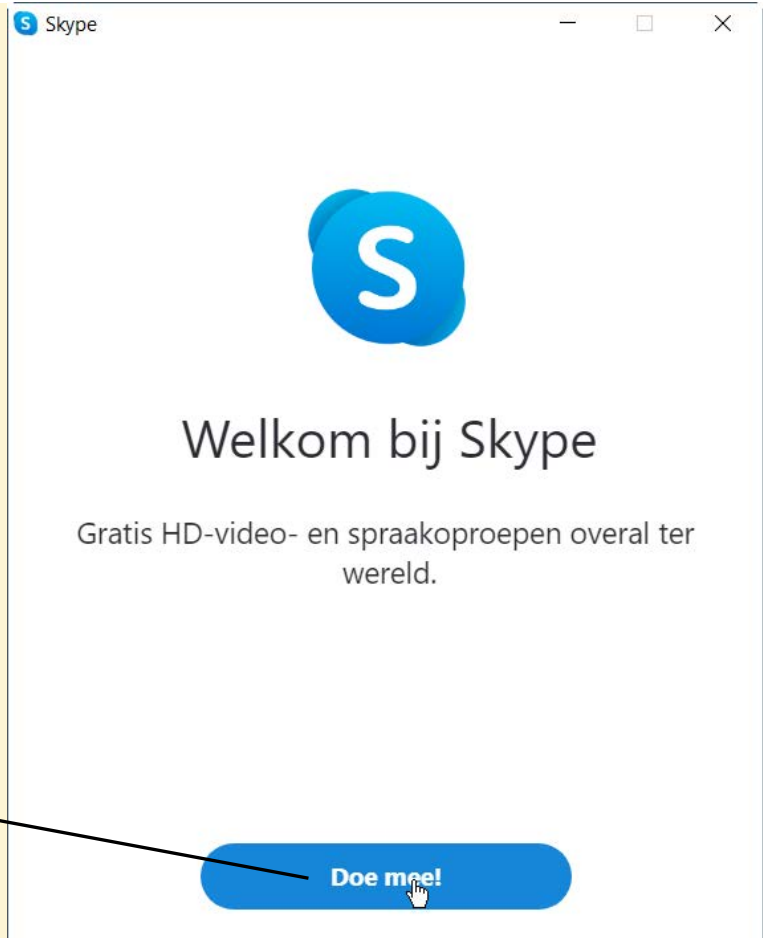 S Skype
S
Welkom bij Skype
Gratis HD-video- en spraakoproepen overal ter
wereld.
Doe mee!